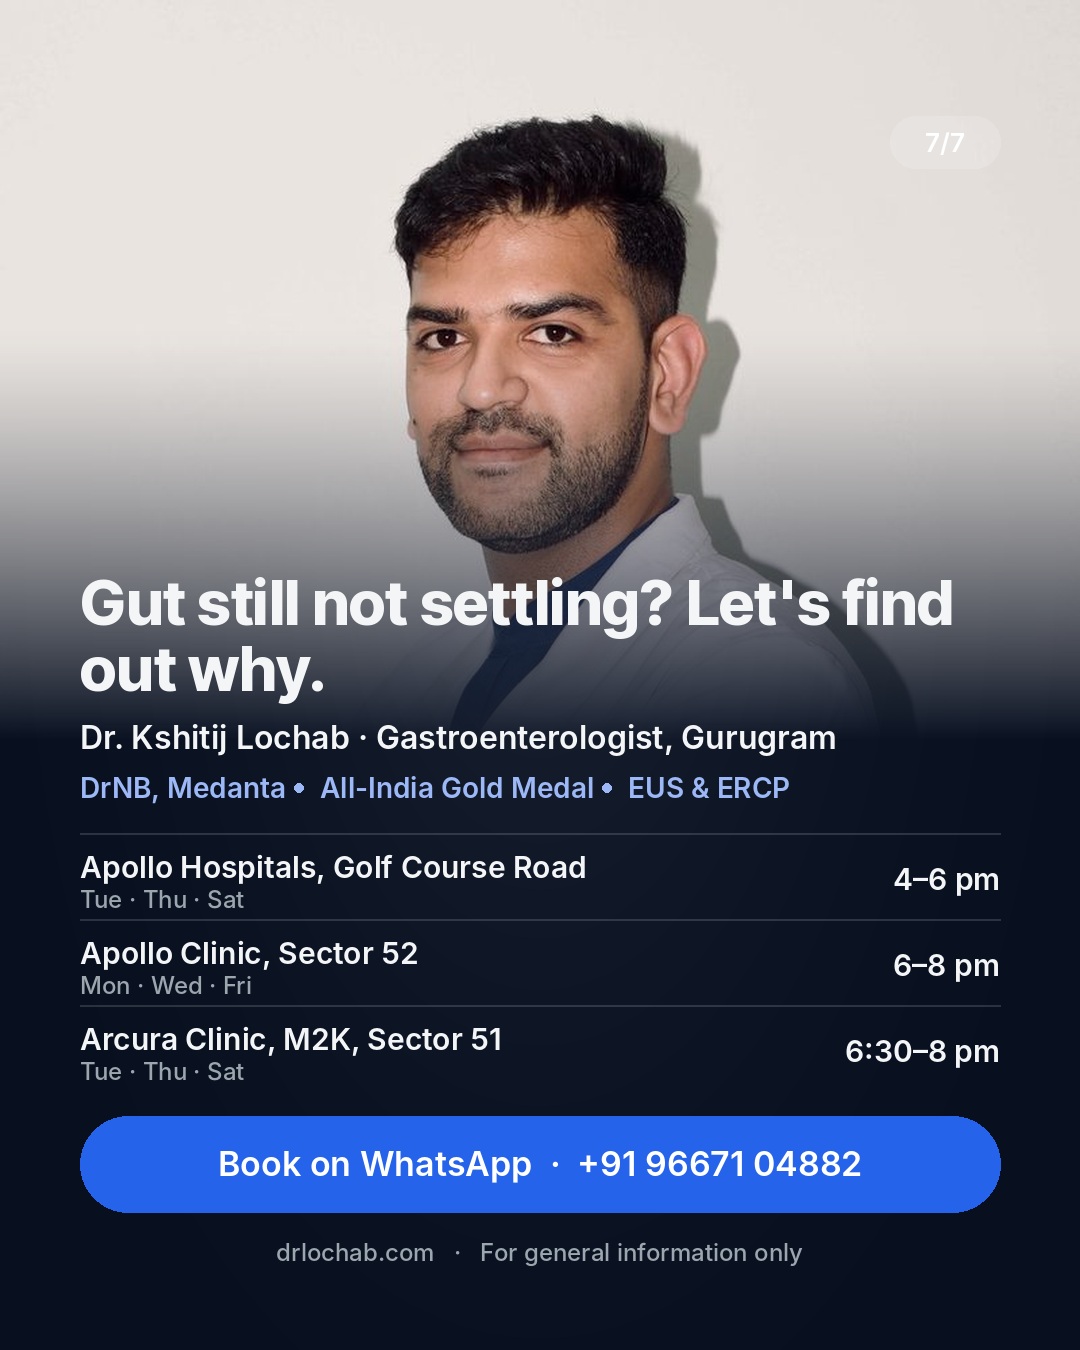 7/7
Gut still not settling? Let's find
out why.
Dr. Kshitij Lochab · Gastroenterologist, Gurugram
DrNB, Medanta • All-India Gold Medal • EUS & ERCP
Apollo Hospitals, Golf Course Road
Tue · Thu · Sat
4–6 pm
Apollo Clinic, Sector 52
Mon · Wed · Fri
6–8 pm
Arcura Clinic, M2K, Sector 51
Tue · Thu · Sat
6:30–8 pm
Book on WhatsApp · +91 96671 04882
drlochab.com · For general information only